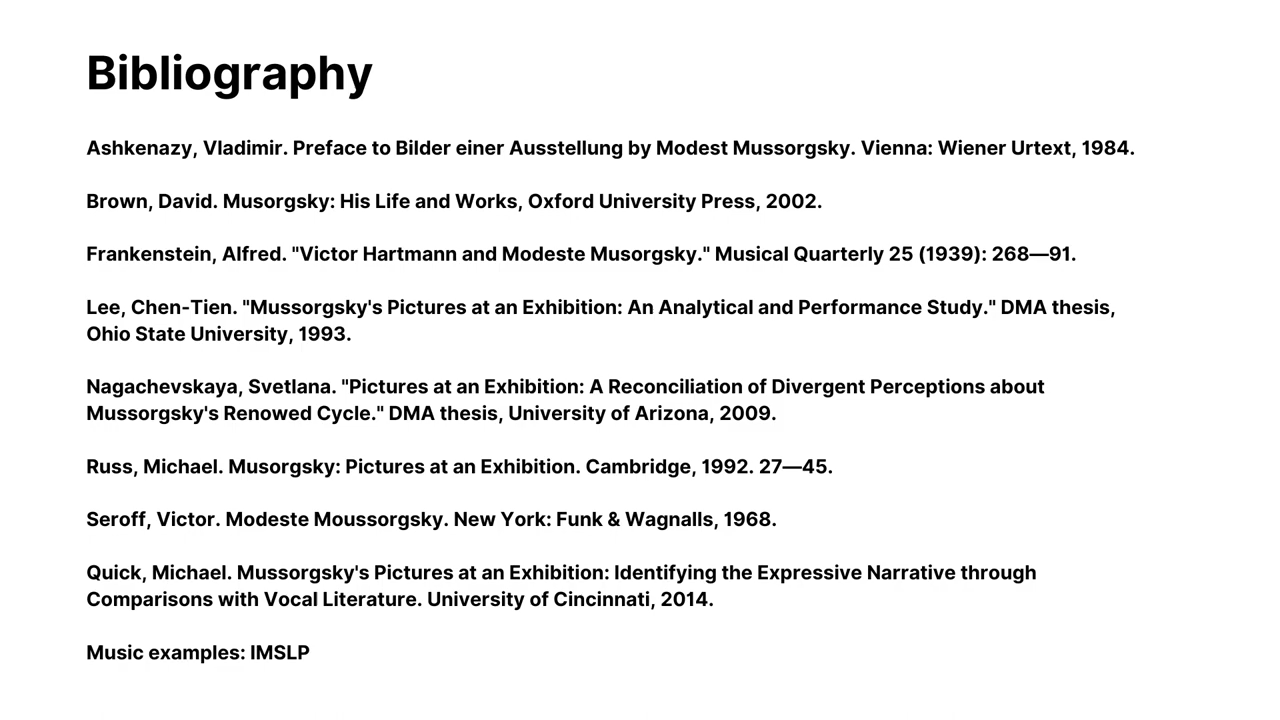 Bibliography
Ashkenazy, Vladimir. Preface to Bilder einer Ausstellung by Modest Mussorgsky. Vienna: Wiener Urtext, 1984.
Brown, David. Musorgsky: His Life and Works, Oxford University Press, 2002.
Frankenstein, Alfred. "Victor Hartmann and Modeste Musorgsky." Musical Quarterly 25 (1939): 268—91.
Lee, Chen-Tien. "Mussorgsky's Pictures at an Exhibition: An Analytical and Performance Study." DMA thesis,
Ohio State University, 1993.
Nagachevskaya, Svetlana. "Pictures at an Exhibition: A Reconciliation of Divergent Perceptions about
Mussorgsky's Renowed Cycle." DMA thesis, University of Arizona, 2009.
Russ, Michael. Musorgsky: Pictures at an Exhibition. Cambridge, 1992. 27—45.
Seroff, Victor. Modeste Moussorgsky. New York: Funk & Wagnalls, 1968.
Quick, Michael. Mussorgsky's Pictures at an Exhibition: Identifying the Expressive Narrative through
Comparisons with Vocal Literature. University of Cincinnati, 2014.
Music examples: IMSLP